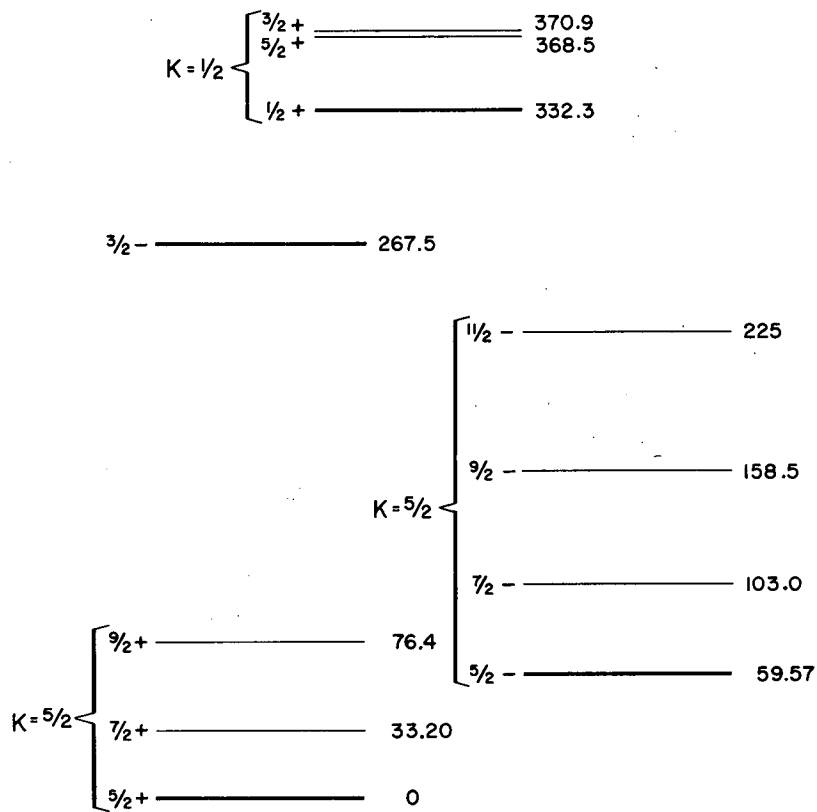 3/2 + 370.9
5/2 + 368.5
K = 1/2
1/2 + 332.3
3/2 - 267.5
11/2 - 225
9/2 - 158.5
K = 5/2
7/2 - 103.0
9/2 + 76.4
5/2 - 59.57
K = 5/2
7/2 + 33.20
5/2 + 0